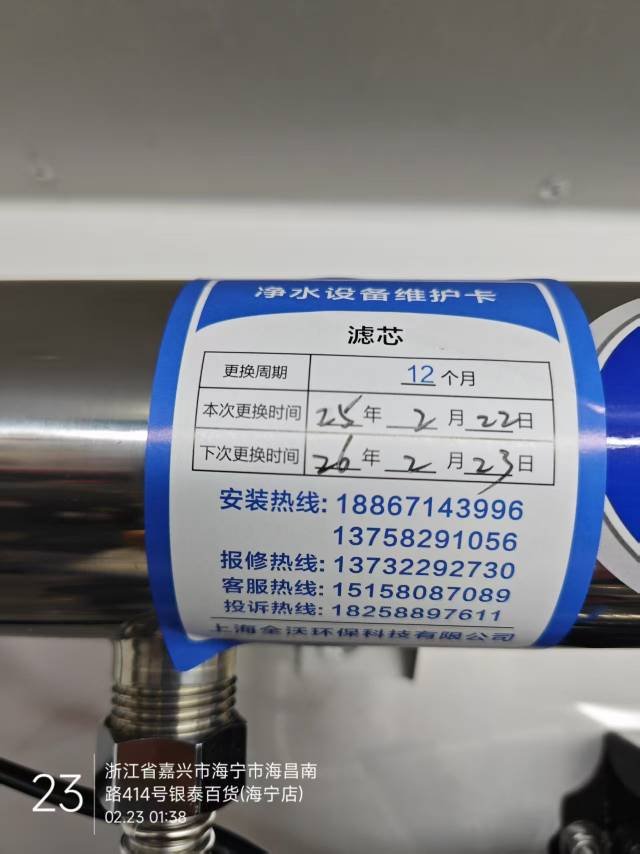 净水设备维护卡
滤芯
更换周期 12个月
本次更换时间 25年 2月22日
下次更换时间 26年 2月23日
安装热线: 18867143996
13758291056
报修热线: 13732292730
客服热线: 15158087089
投诉热线: 18258897611
上海全沃环保科技有限公司
23
浙江省嘉兴市海宁市海昌南
路414号银泰百货(海宁店)
02.23 01:38